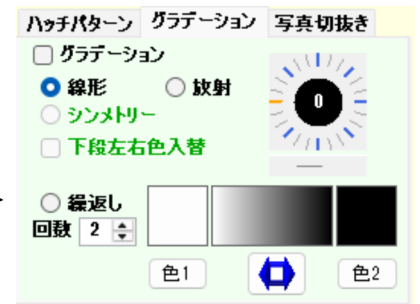 ハッチパターン グラデーション 写真切抜き
グラデーション
線形 放射
シンメトリー
下段左右色入替
0
繰返し
回数 2
色1 色2